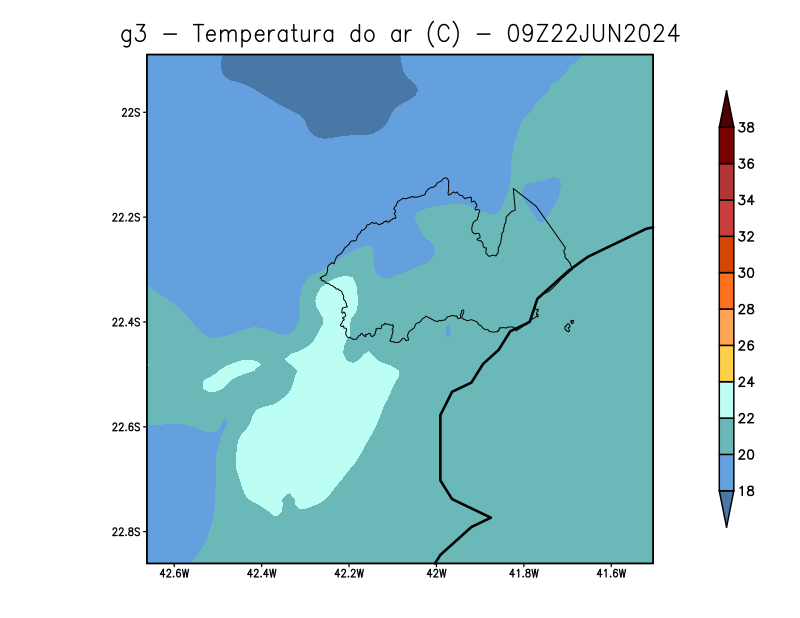 g3 - Temperatura do ar (C) - 09Z22JUN2024
22S
22.2S
22.4S
22.6S
22.8S
42.6W
42.4W
42.2W
42W
41.8W
41.6W
38
36
34
32
30
28
26
24
22
20
18